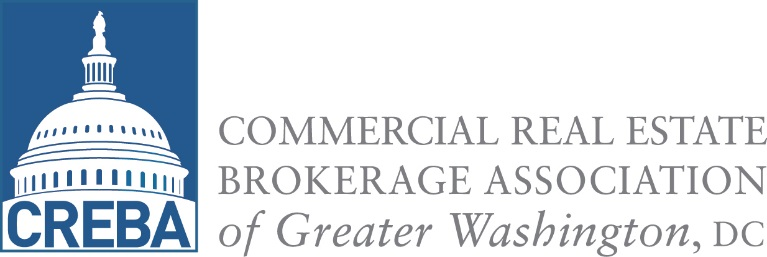 CREBA
COMMERCIAL REAL ESTATE
BROKERAGE ASSOCIATION
of Greater Washington, DC